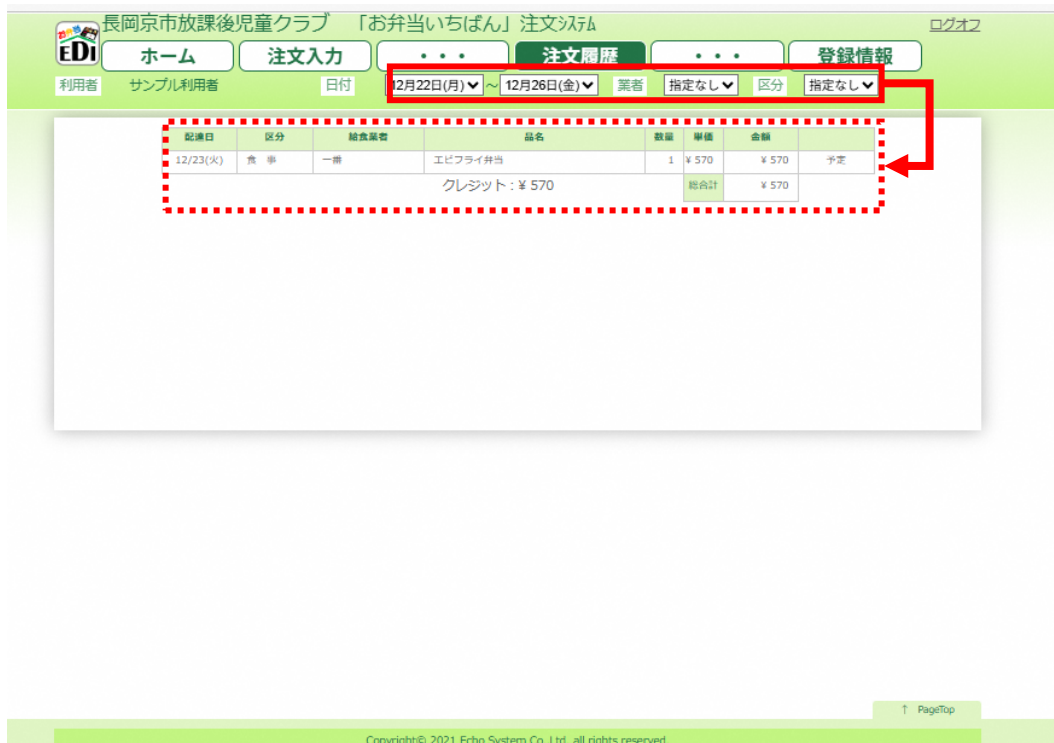 長岡京市放課後児童クラブ 「お弁当いちばん」注文ｼｽﾃﾑ ログオフ
お弁当
EDi
ホーム 注文入力 ・・・ 注文履歴 ・・・ 登録情報
利用者 サンプル利用者 日付 12月22日(月) ～ 12月26日(金) 業者 指定なし 区分 指定なし
配達日 区分 給食業者 品名 数量 単価 金額
12/23(火) 食 事 一番 エビフライ弁当 1 ¥ 570 ¥ 570 予定
クレジット : ¥ 570 総合計 ¥ 570
↑ PageTop
Copyright© 2021 Echo System Co.,Ltd. all rights reserved.